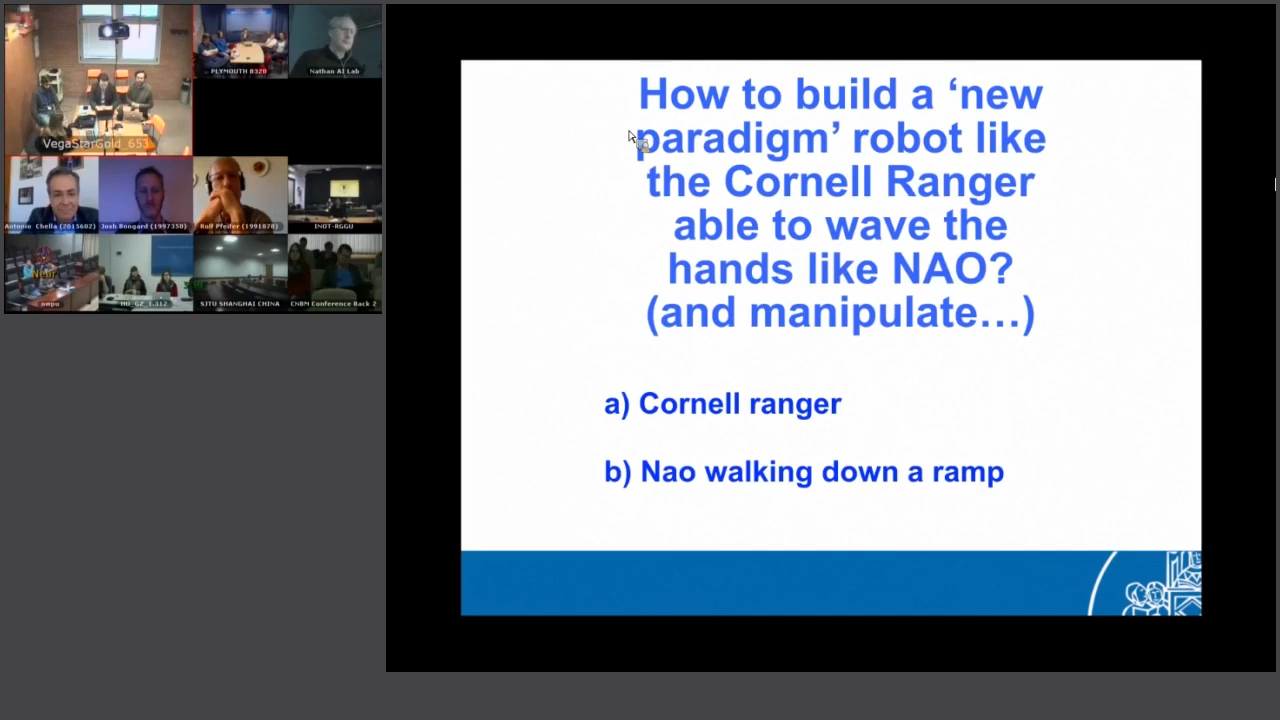 PLYMOUTH B320
Nathan AI Lab
VegaStarGold_653
Antonio Chella (2015602)
Josh Bongard (1997350)
Rolf Pfeifer (1991878)
INOT-RGGU
nwpu
SJTU SHANGHAI CHINA
CNBM Conference Rack 2
How to build a ‘new
paradigm’ robot like
the Cornell Ranger
able to wave the
hands like NAO?
(and manipulate…)
a) Cornell ranger
b) Nao walking down a ramp